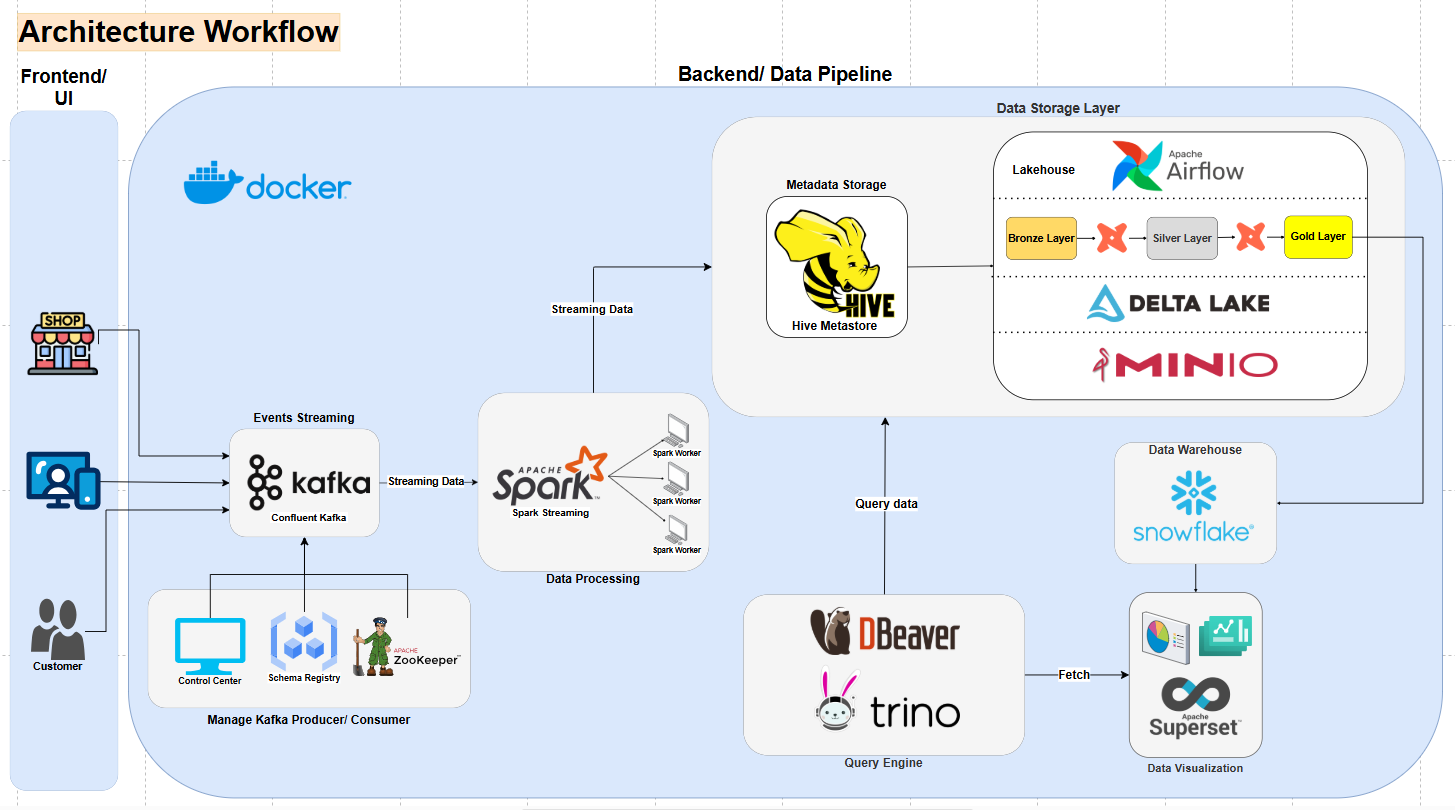 Architecture Workflow
Frontend/
UI
Backend/ Data Pipeline
Data Storage Layer
docker
Metadata Storage
HIVE
Hive Metastore
Lakehouse
Apache
Airflow
Bronze Layer
Silver Layer
Gold Layer
DELTA LAKE
MINIO
SHOP
Streaming Data
Events Streaming
kafka
Confluent Kafka
Streaming Data
APACHE
Spark™
Spark Streaming
Spark Worker
Spark Worker
Spark Worker
Data Processing
Query data
Data Warehouse
snowflake®
Customer
Control Center
Schema Registry
APACHE
ZooKeeper™
Manage Kafka Producer/ Consumer
DBeaver
trino
Query Engine
Fetch
Apache
Superset™
Data Visualization